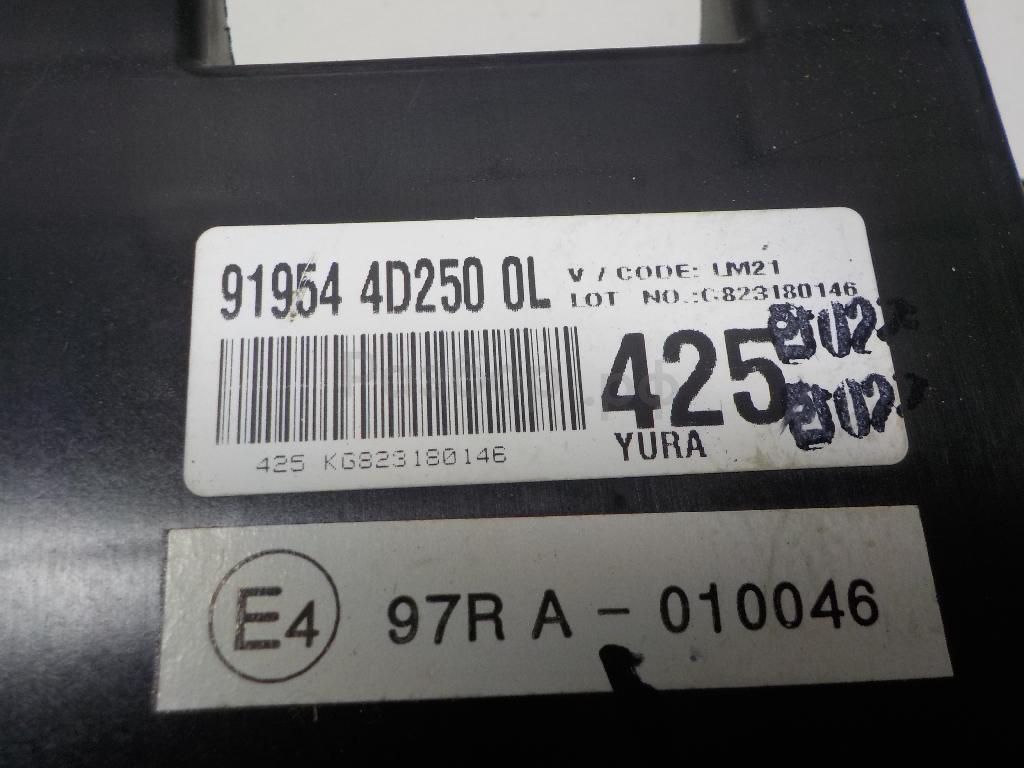 91954 4D250 0L
V / CODE: LM21
LOT NO.:G823180146
425
YURA
425 KG823180146
E4 97R A - 010046